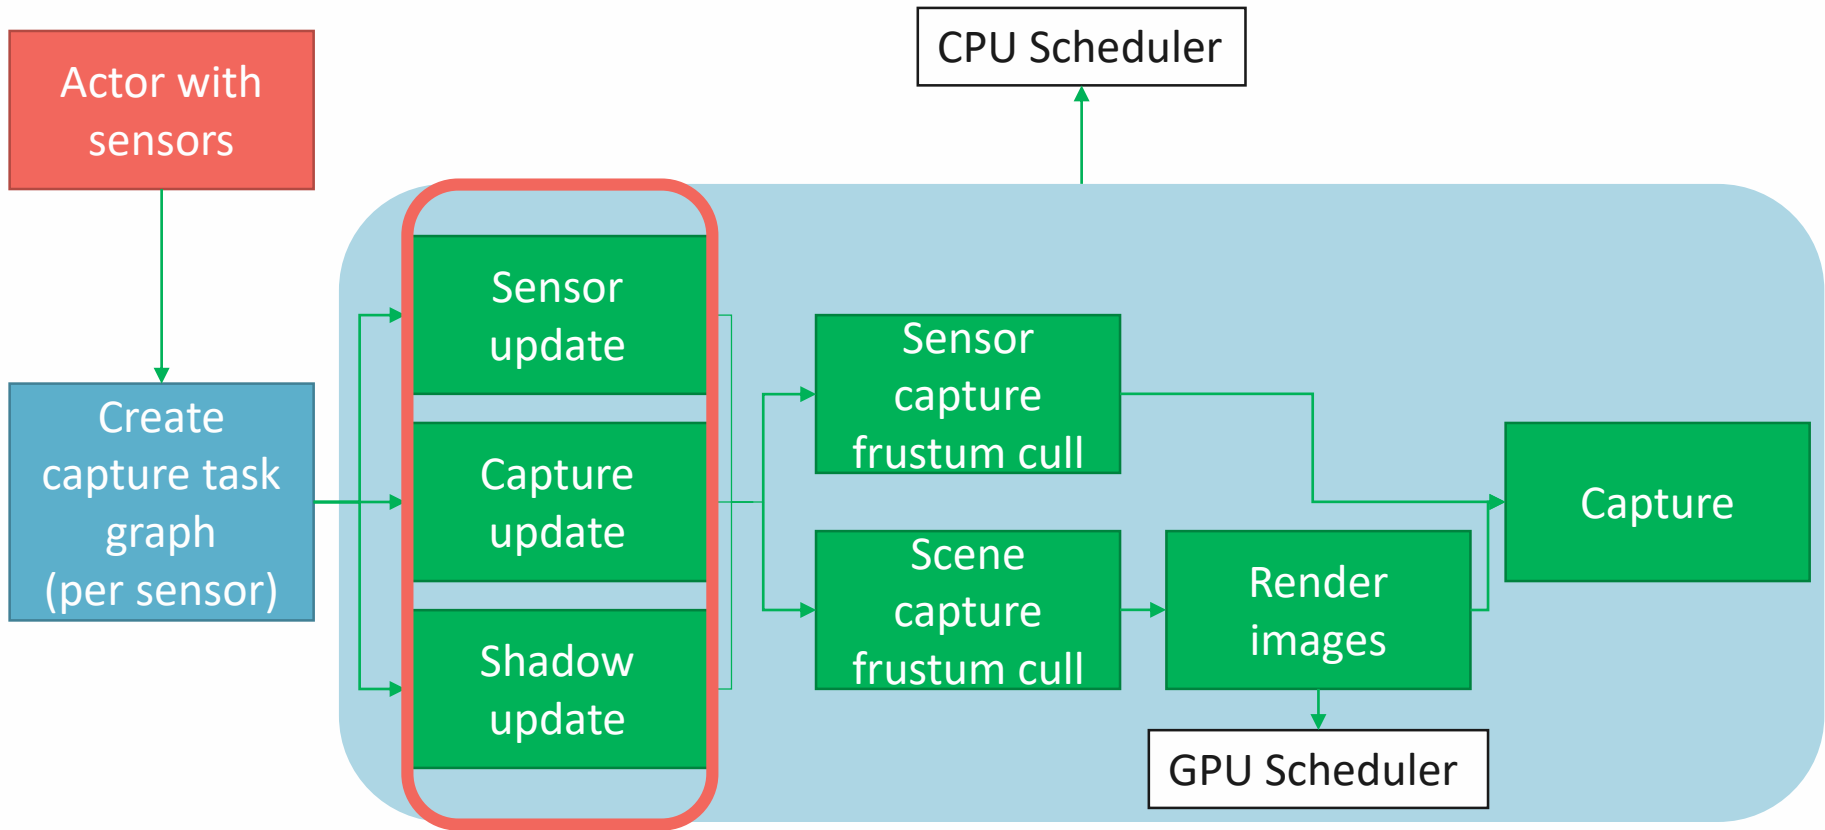 CPU Scheduler
Actor with
sensors
Sensor
update
Sensor
capture
frustum cull
Create
capture task
graph
(per sensor)
Capture
update
Capture
Scene
capture
frustum cull
Render
images
Shadow
update
GPU Scheduler